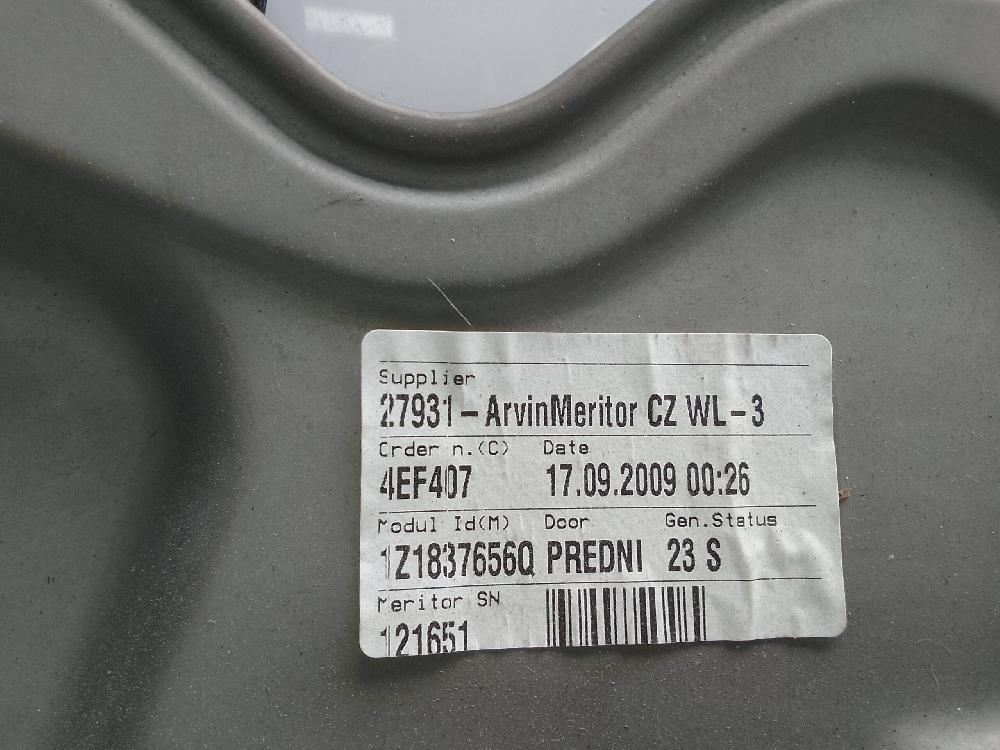 Supplier
27931-ArvinMeritor CZ WL-3
Order n.(C) Date
4EF407 17.09.2009 00:26
Modul Id(M) Door Gen.Status
1Z1837656Q PREDNI 23 S
Meritor SN
121651